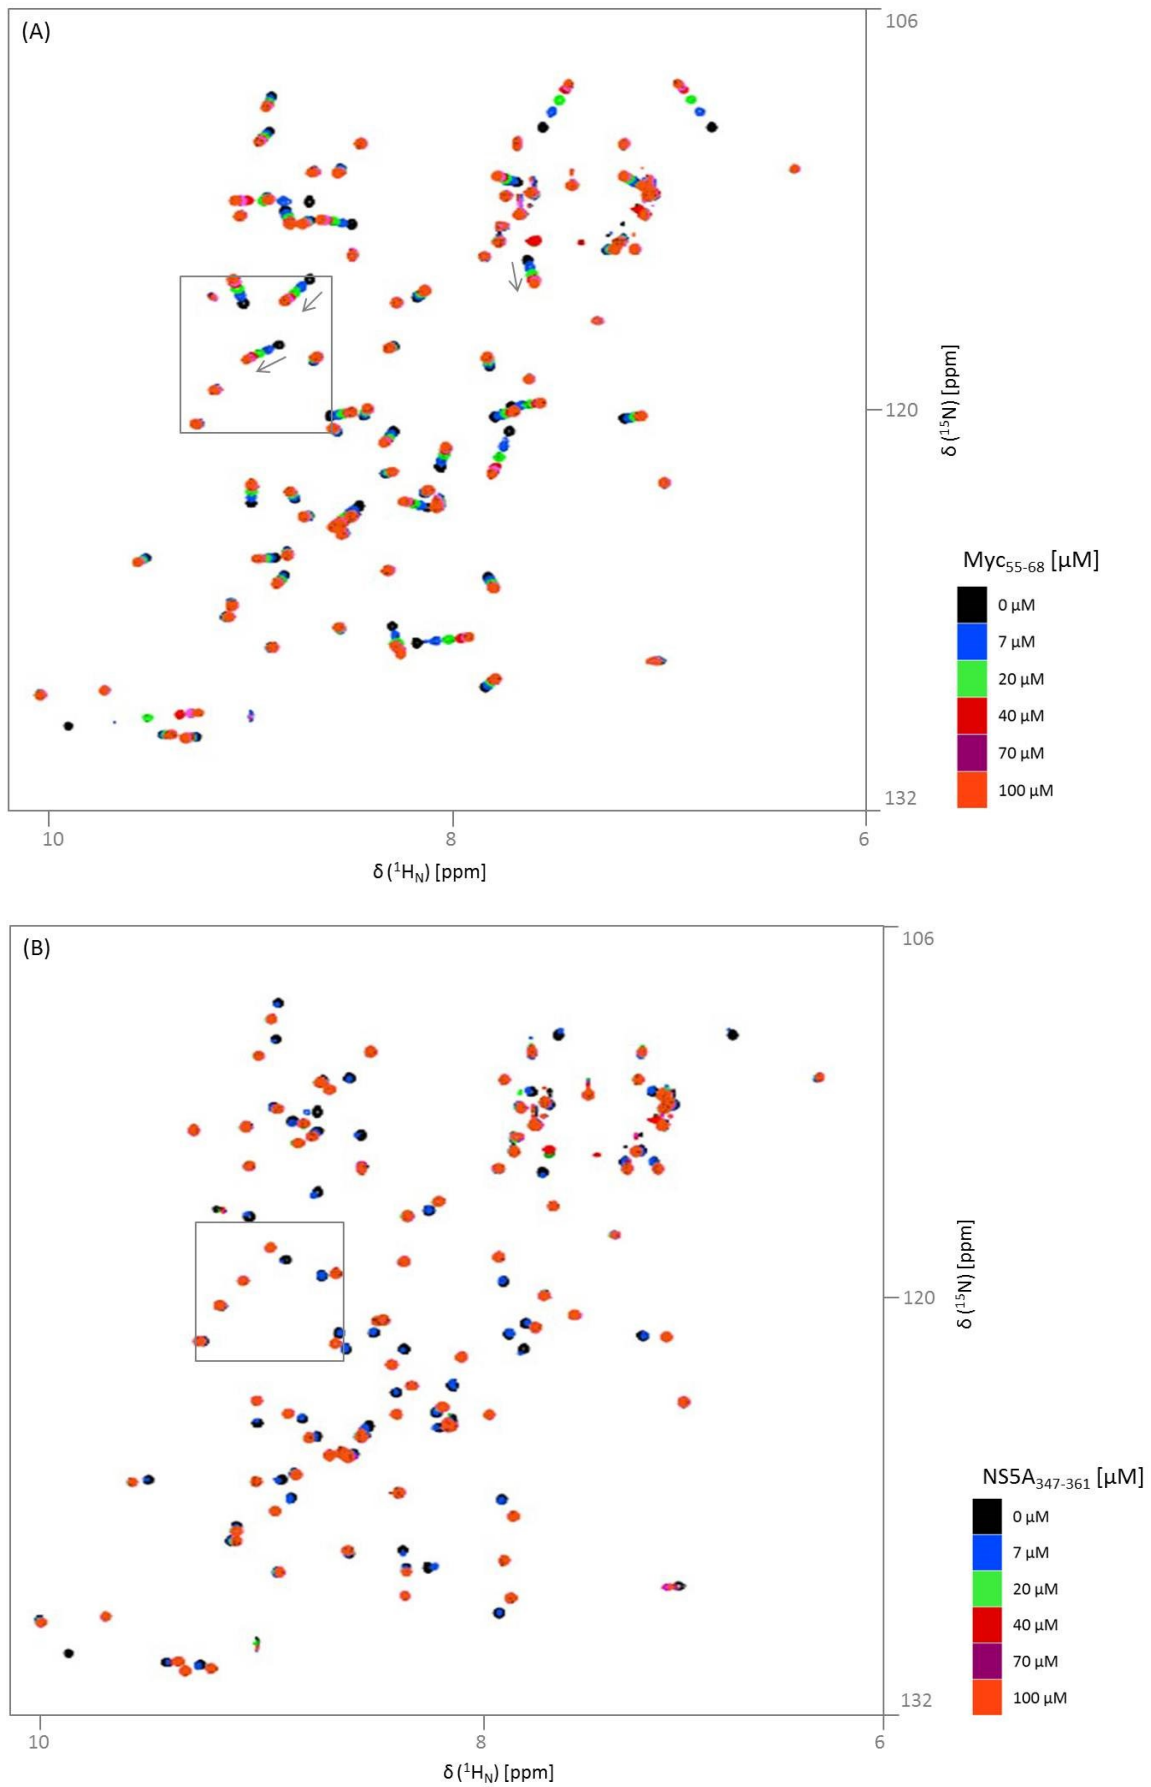 (A)
106
120
δ (¹⁵N) [ppm]
132
10
8
6
δ (¹H_N) [ppm]
Myc₅₅₋₆₈ [µM]
0 µM
7 µM
20 µM
40 µM
70 µM
100 µM
(B)
106
120
δ (¹⁵N) [ppm]
132
10
8
6
δ (¹H_N) [ppm]
NS5A₃₄₇₋₃₆₁ [µM]
0 µM
7 µM
20 µM
40 µM
70 µM
100 µM